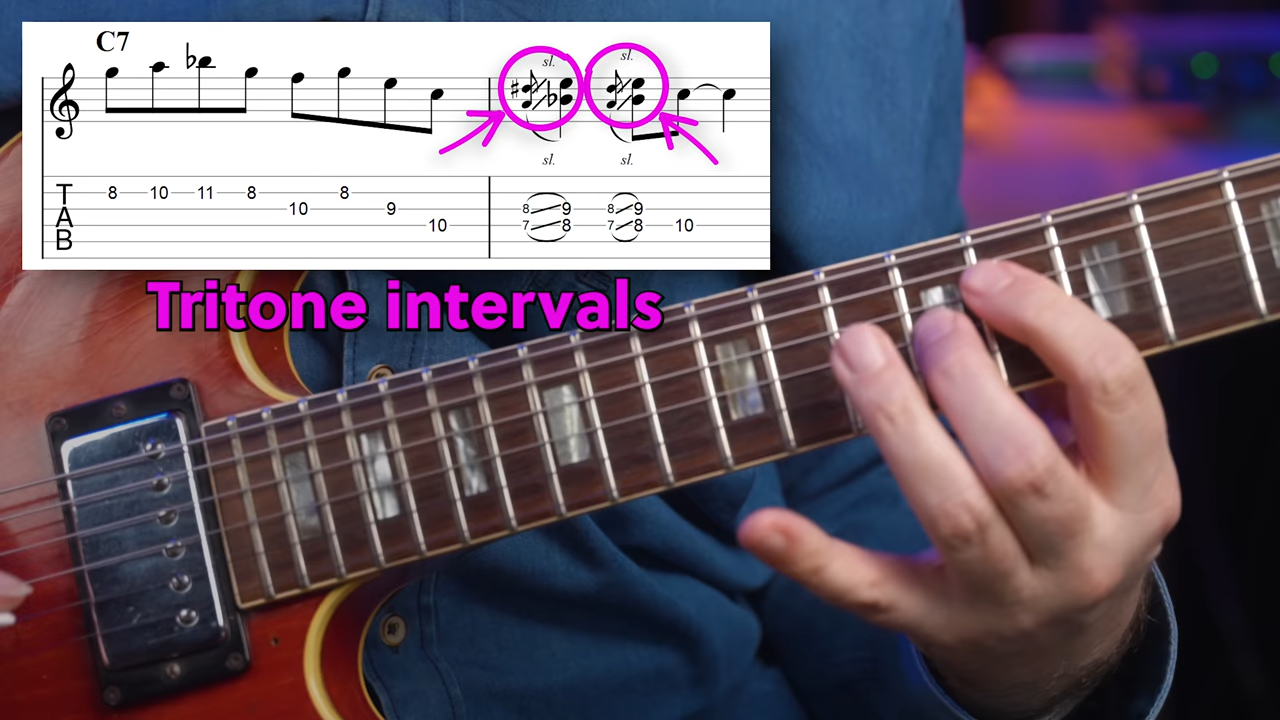 C7
sl. sl.
sl. sl.
T 8 10 11 8 8
A 10 9 8 9 8 9
10 7 8 7 8 10
B
Tritone intervals